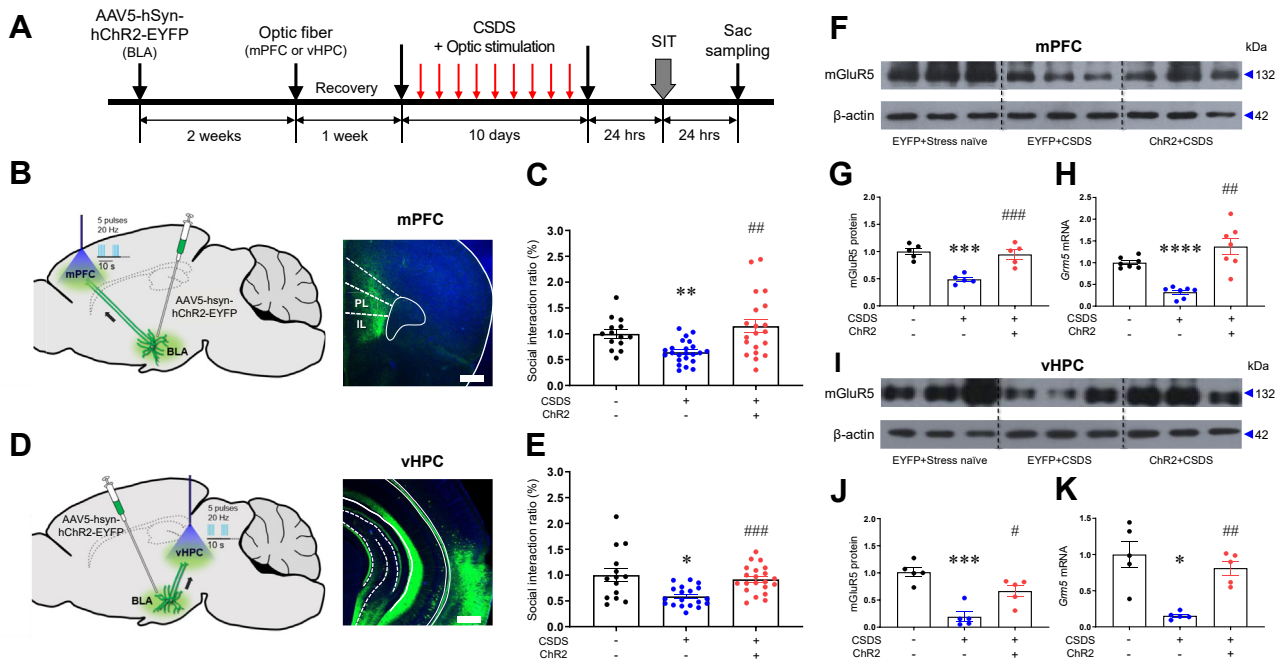 A
AAV5-hSyn-
hChR2-EYFP
(BLA)
Optic fiber
(mPFC or vHPC)
Recovery
CSDS
+ Optic stimulation
SIT
Sac
sampling
2 weeks
1 week
10 days
24 hrs
24 hrs
B
5 pulses
20 Hz
10 s
mPFC
AAV5-hsyn-
hChR2-EYFP
BLA
mPFC
PL
IL
C
Social interaction ratio (%)
3.0
2.5
2.0
1.5
1.0
0.5
0.0
**
##
CSDS - + +
ChR2 - - +
D
AAV5-hsyn-
hChR2-EYFP
5 pulses
20 Hz
10 s
vHPC
BLA
vHPC
E
Social interaction ratio (%)
3.0
2.5
2.0
1.5
1.0
0.5
0.0
*
###
CSDS - + +
ChR2 - - +
F
mPFC
kDa
mGluR5
132
β-actin
42
EYFP+Stress naïve EYFP+CSDS ChR2+CSDS
G
mGluR5 protein
2.0
1.5
1.0
0.5
0.0
***
###
CSDS - + +
ChR2 - - +
H
Grm5 mRNA
2.5
2.0
1.5
1.0
0.5
0.0
****
##
CSDS - + +
ChR2 - - +
I
vHPC
kDa
mGluR5
132
β-actin
42
EYFP+Stress naïve EYFP+CSDS ChR2+CSDS
J
mGluR5 protein
2.0
1.5
1.0
0.5
0.0
***
#
CSDS - + +
ChR2 - - +
K
Grm5 mRNA
1.5
1.0
0.5
0.0
*
##
CSDS - + +
ChR2 - - +